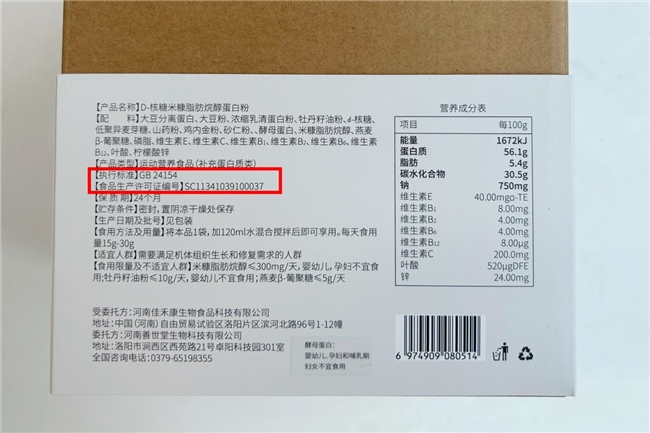 【产品名称】D-核糖米糠脂肪烷醇蛋白粉
【配　　料】大豆分离蛋白、大豆粉、浓缩乳清蛋白粉、牡丹籽油粉、d-核糖、
低聚异麦芽糖、山药粉、鸡内金粉、砂仁粉、、酵母蛋白、米糠脂肪烷醇、燕麦
β-葡聚糖、磷脂、维生素E、维生素C、维生素B₁、维生素B₂、维生素B₆、维生素
B₁₂、叶酸、柠檬酸锌
【产品类型】运动营养食品（补充蛋白质类）
【执行标准】GB 24154
【食品生产许可证编号】SC11341039100037
【保 质 期】24个月
【贮存条件】密封，置阴凉干燥处保存
【生产日期及批号】见包装
【食用方法及用量】将本品1袋，加120ml水混合搅拌后即可享用。每天食用
量15g-30g
【适宜人群】需要满足机体组织生长和修复需求的人群
【食用限量及不适宜人群】米糠脂肪烷醇≤300mg/天，婴幼儿，孕妇不宜食
用；牡丹籽油粉≤10g/天，婴幼儿不宜食用；燕麦β-葡聚糖≤5g/天
受委托方：河南佳禾康生物食品科技有限公司
地址：中国（河南）自由贸易试验区洛阳片区滨河北路96号1-12幢
委托方：河南善世堂生物科技有限公司
地址：洛阳市涧西区西苑路21号卓阳科技园301室
全国咨询电话：0379-65198355
营养成分表
项目 每100g
能量 1672kJ
蛋白质 56.1g
脂肪 5.4g
碳水化合物 30.5g
钠 750mg
维生素E 40.00mgα-TE
维生素B₁ 8.00mg
维生素B₂ 4.00mg
维生素B₆ 4.00mg
维生素B₁₂ 8.00μg
维生素C 200.0mg
叶酸 520μgDFE
锌 24.00mg
酵母蛋白：
婴幼儿、孕妇和哺乳期
妇女不宜食用
6 974909 080514